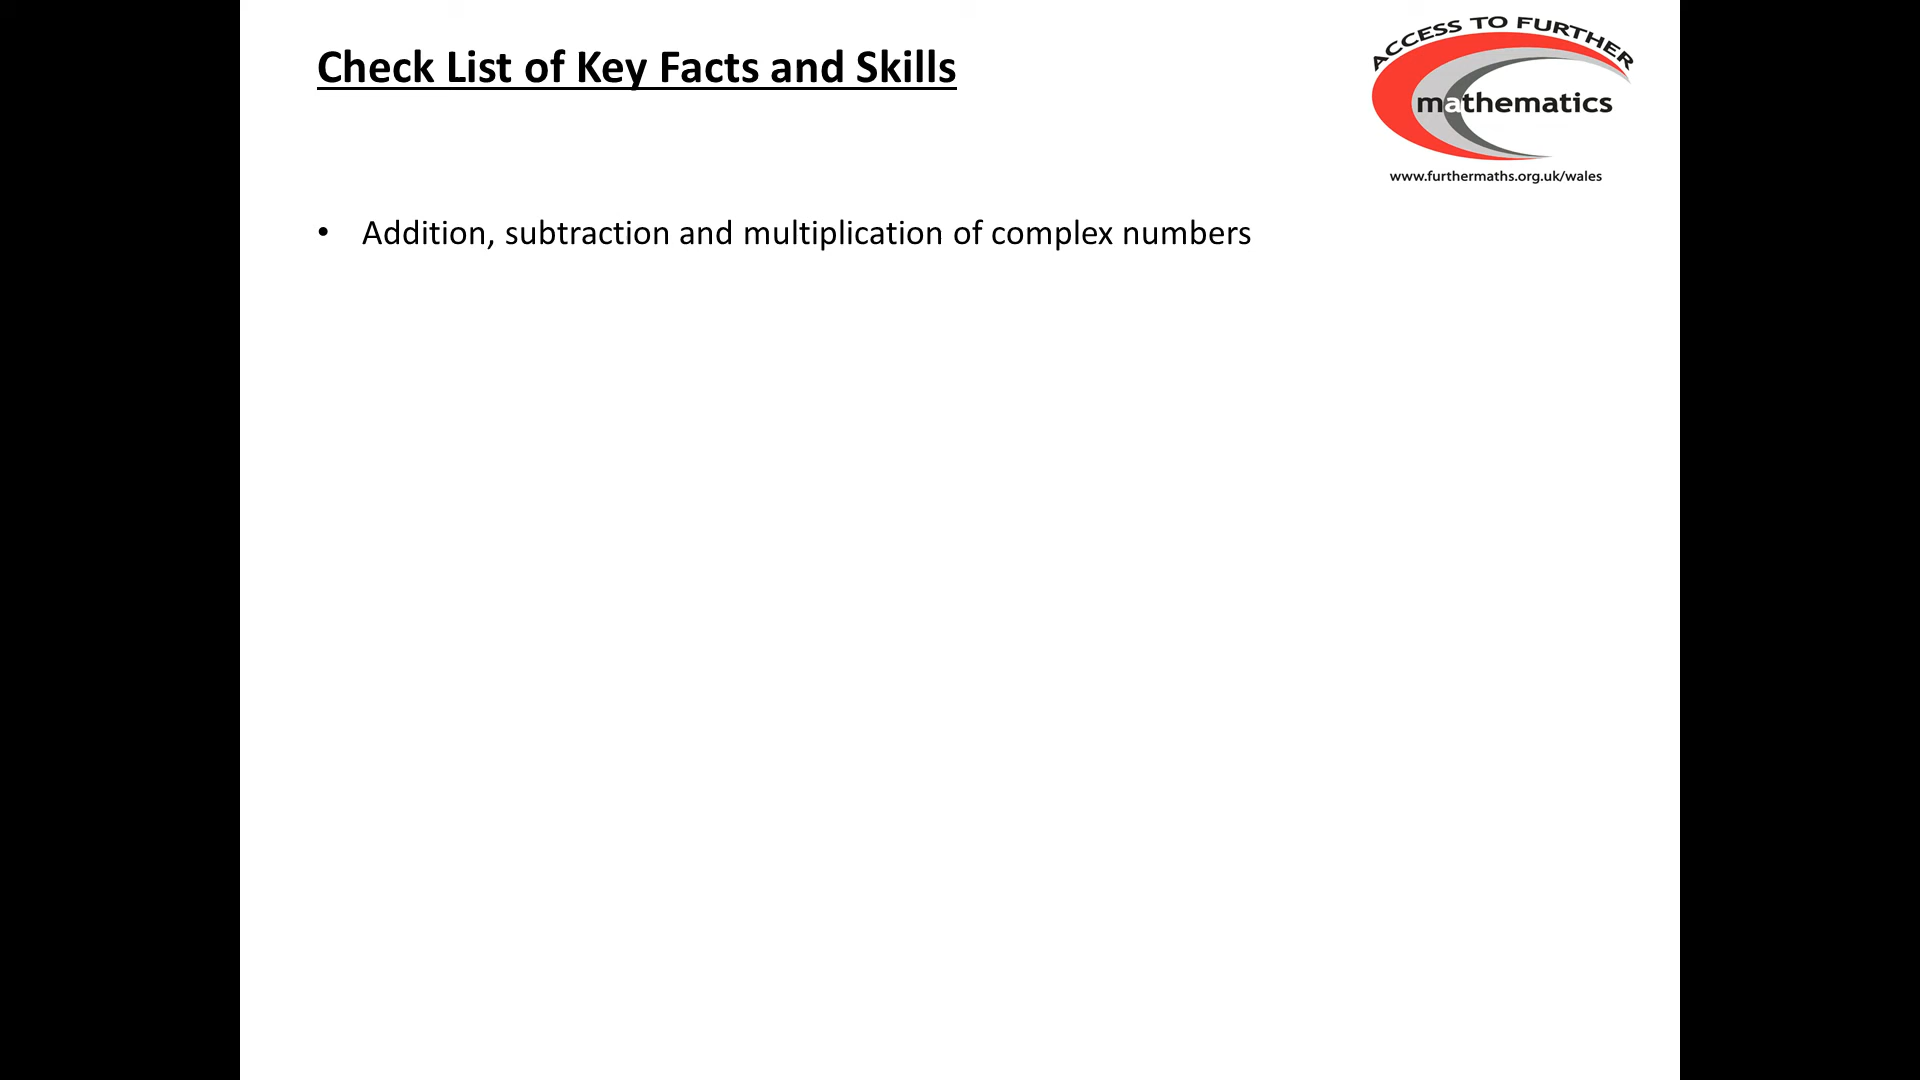 Check List of Key Facts and Skills
ACCESS TO FURTHER
mathematics
www.furthermaths.org.uk/wales
• Addition, subtraction and multiplication of complex numbers